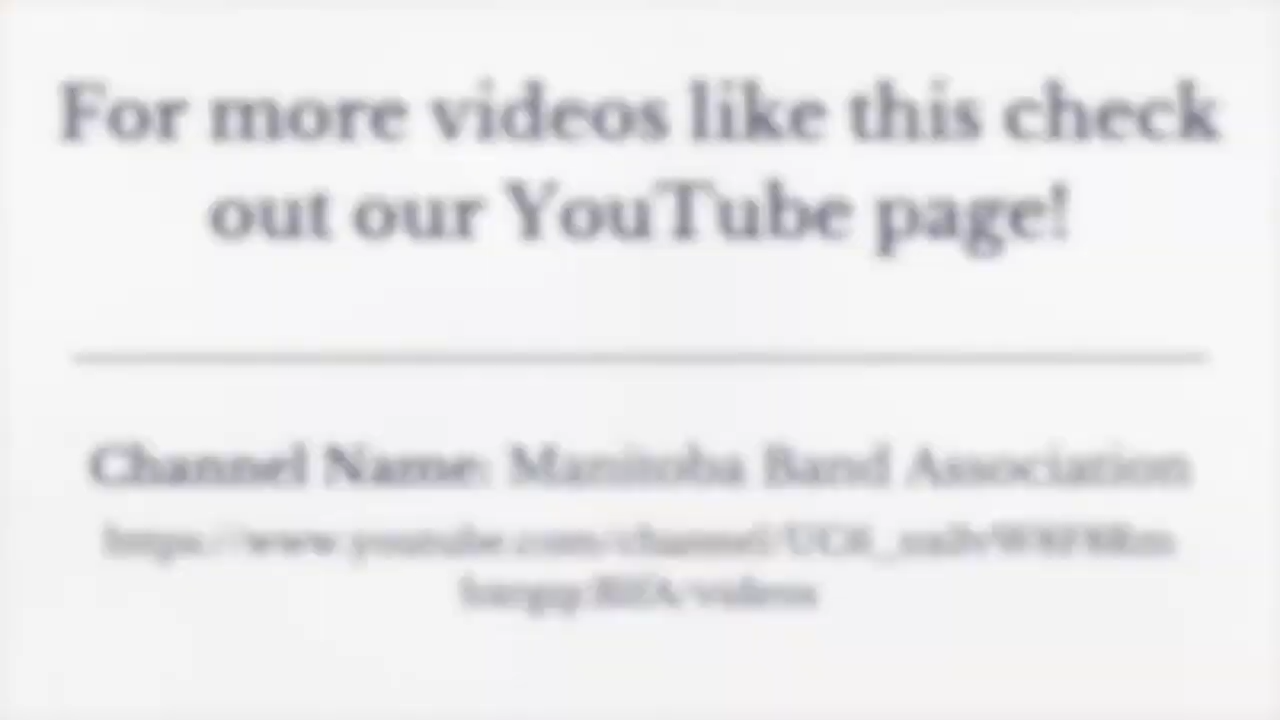 For more videos like this check
out our YouTube page!
Channel Name: Manitoba Band Association